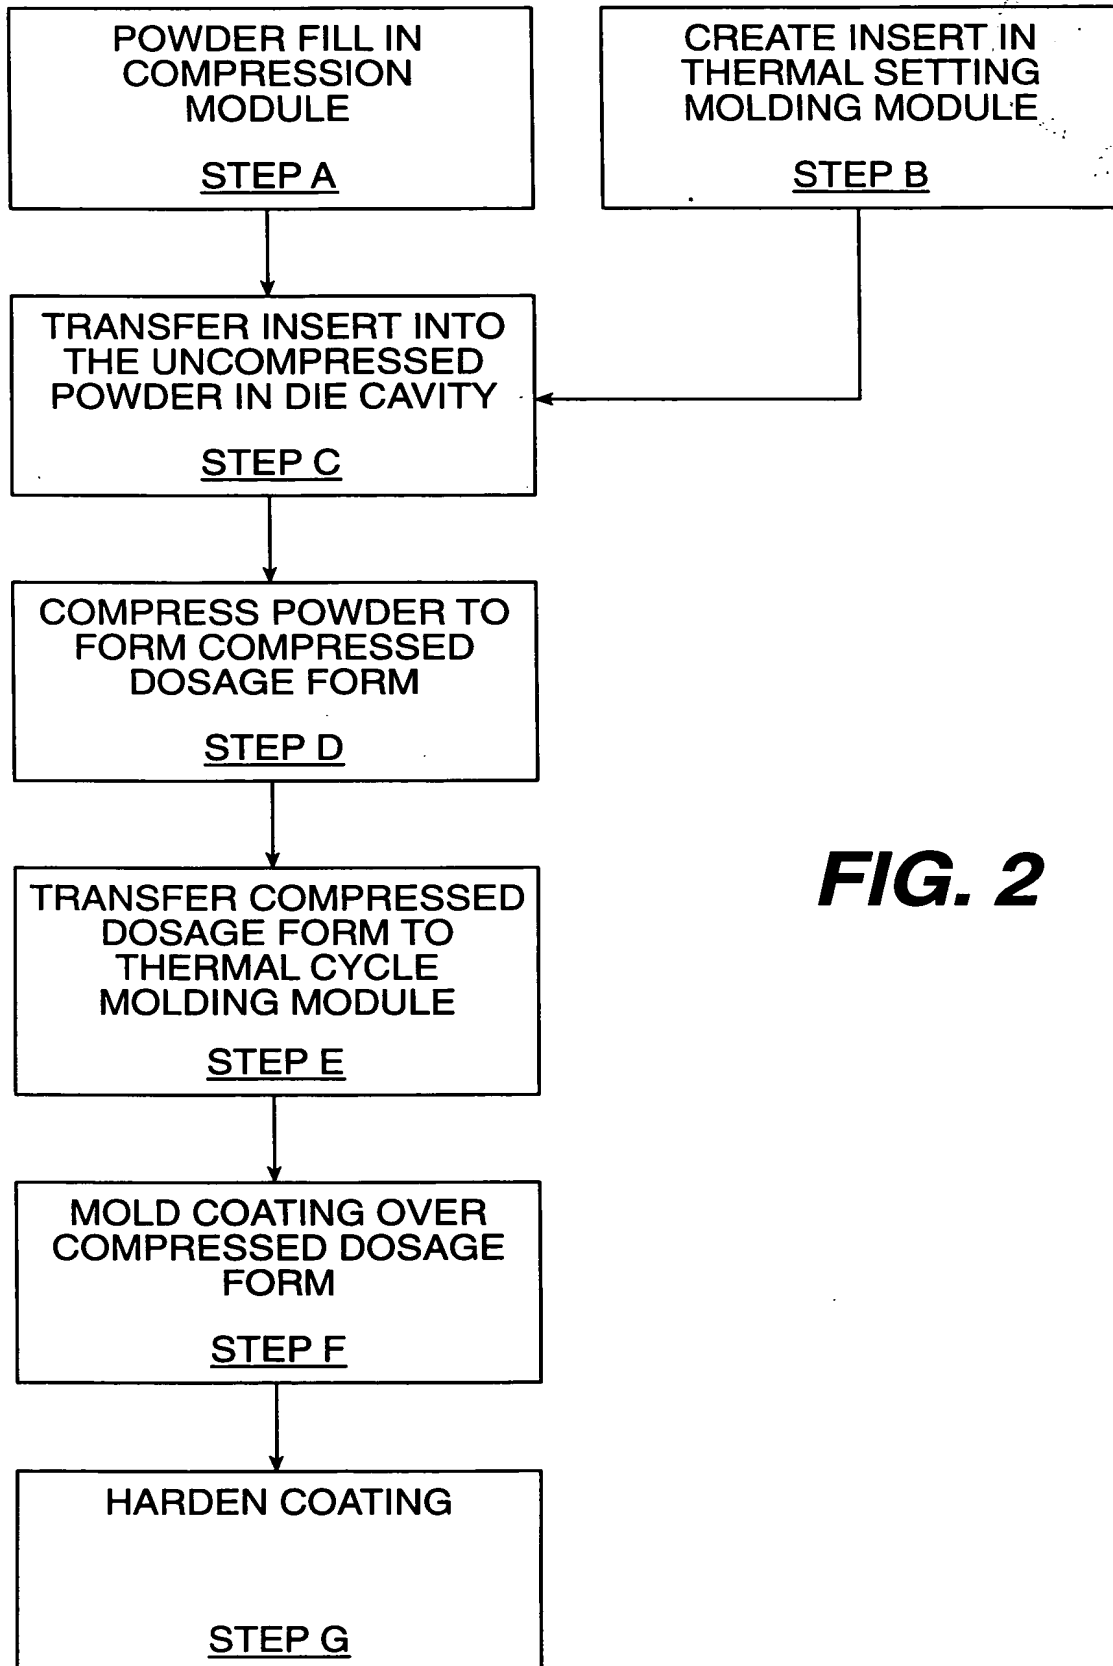 POWDER FILL IN
COMPRESSION
MODULE
STEP A
CREATE INSERT IN
THERMAL SETTING
MOLDING MODULE
STEP B
TRANSFER INSERT INTO
THE UNCOMPRESSED
POWDER IN DIE CAVITY
STEP C
COMPRESS POWDER TO
FORM COMPRESSED
DOSAGE FORM
STEP D
TRANSFER COMPRESSED
DOSAGE FORM TO
THERMAL CYCLE
MOLDING MODULE
STEP E
FIG. 2
MOLD COATING OVER
COMPRESSED DOSAGE
FORM
STEP F
HARDEN COATING
STEP G